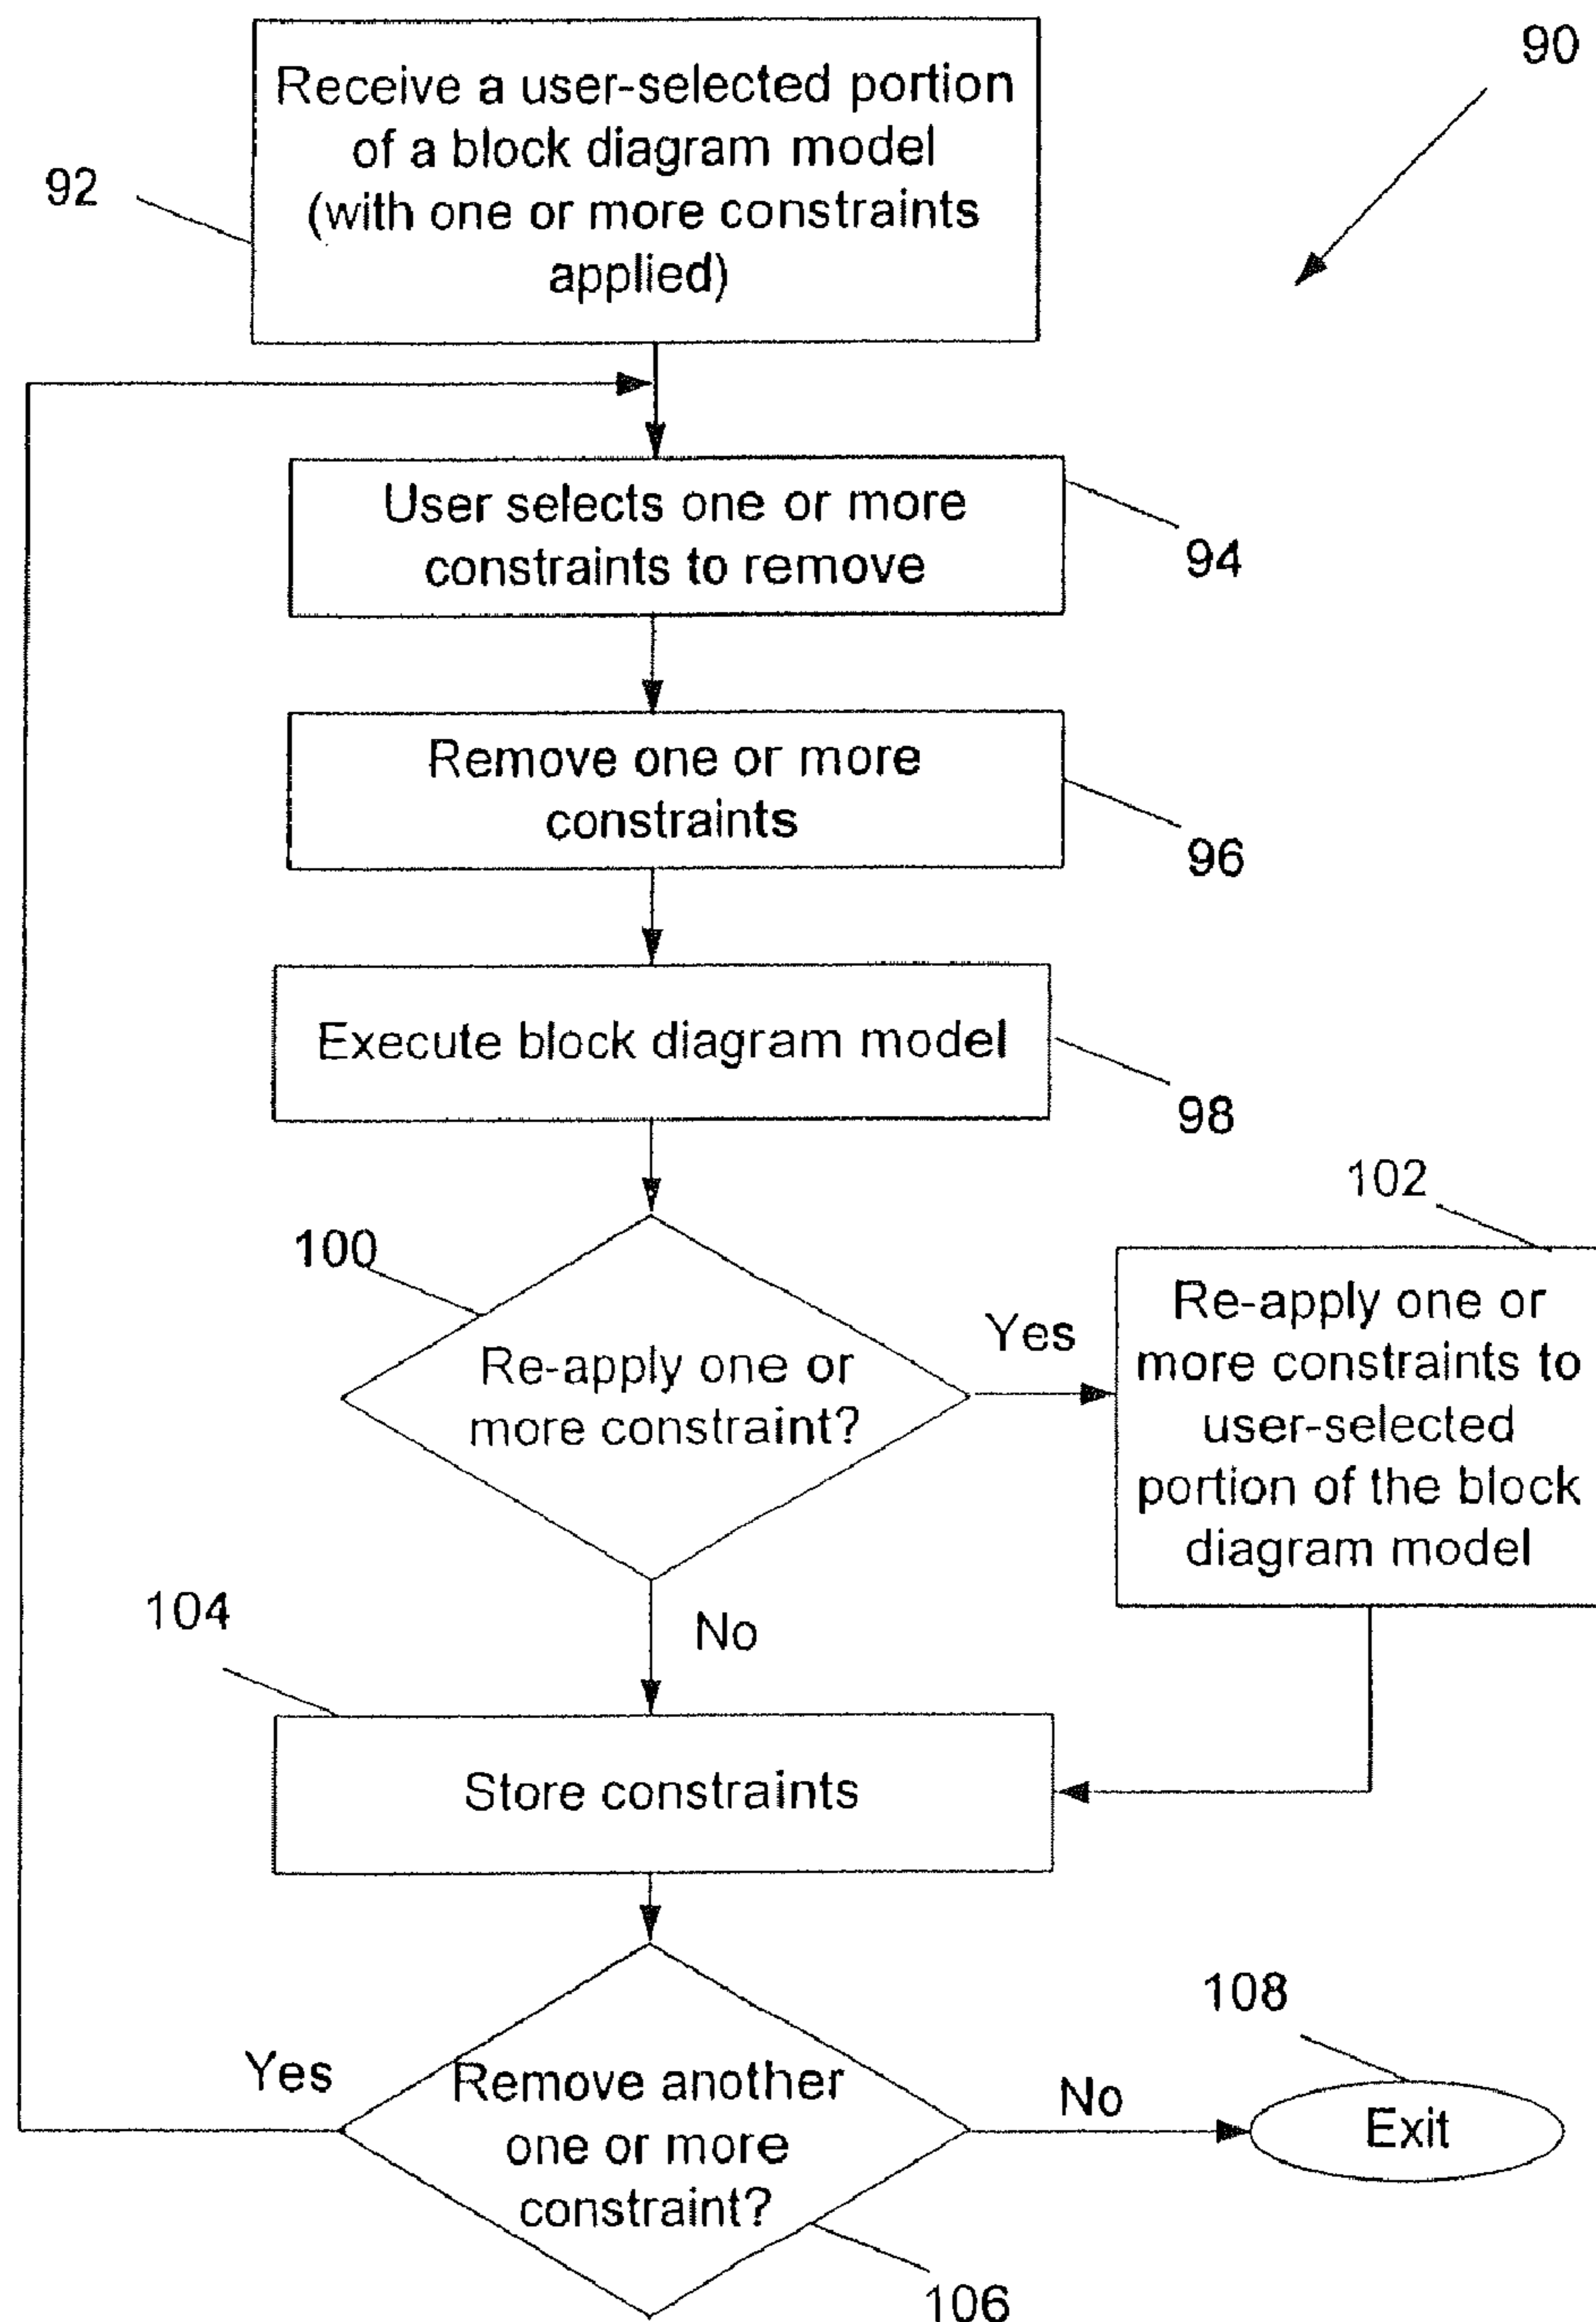 90
Receive a user-selected portion
of a block diagram model
(with one or more constraints
applied)
92
User selects one or more
constraints to remove
94
Remove one or more
constraints
96
Execute block diagram model
98
100
Re-apply one or
more constraint?
Yes
102
Re-apply one or
more constraints to
user-selected
portion of the block
diagram model
No
104
Store constraints
Yes
Remove another
one or more
constraint?
106
No
108
Exit